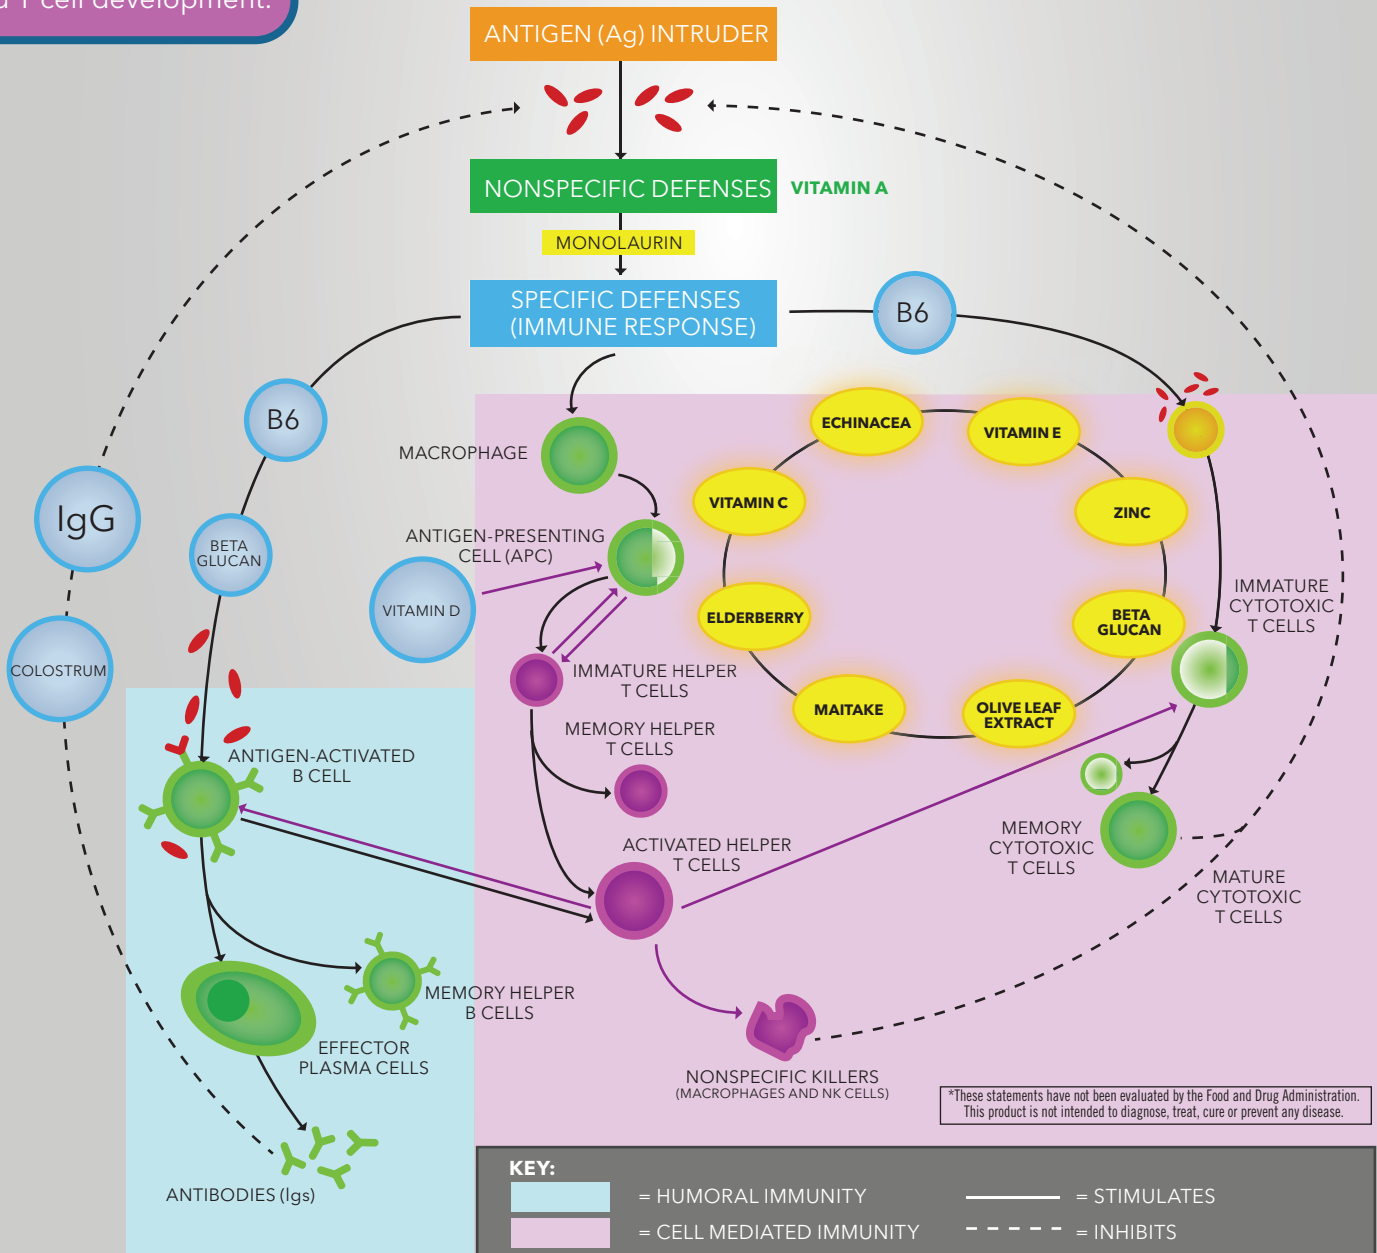 d T cell development.
ANTIGEN (Ag) INTRUDER
NONSPECIFIC DEFENSES
VITAMIN A
MONOLAURIN
SPECIFIC DEFENSES
(IMMUNE RESPONSE)
B6
B6
ECHINACEA
VITAMIN E
MACROPHAGE
VITAMIN C
ZINC
IgG
BETA
GLUCAN
ANTIGEN-PRESENTING
CELL (APC)
VITAMIN D
ELDERBERRY
BETA
GLUCAN
IMMATURE
CYTOTOXIC
T CELLS
COLOSTRUM
IMMATURE HELPER
T CELLS
MAITAKE
OLIVE LEAF
EXTRACT
MEMORY HELPER
T CELLS
ANTIGEN-ACTIVATED
B CELL
ACTIVATED HELPER
T CELLS
MEMORY
CYTOTOXIC
T CELLS
MATURE
CYTOTOXIC
T CELLS
MEMORY HELPER
B CELLS
EFFECTOR
PLASMA CELLS
NONSPECIFIC KILLERS
(MACROPHAGES AND NK CELLS)
*These statements have not been evaluated by the Food and Drug Administration.
This product is not intended to diagnose, treat, cure or prevent any disease.
ANTIBODIES (lgs)
KEY:
= HUMORAL IMMUNITY
= STIMULATES
= CELL MEDIATED IMMUNITY
= INHIBITS